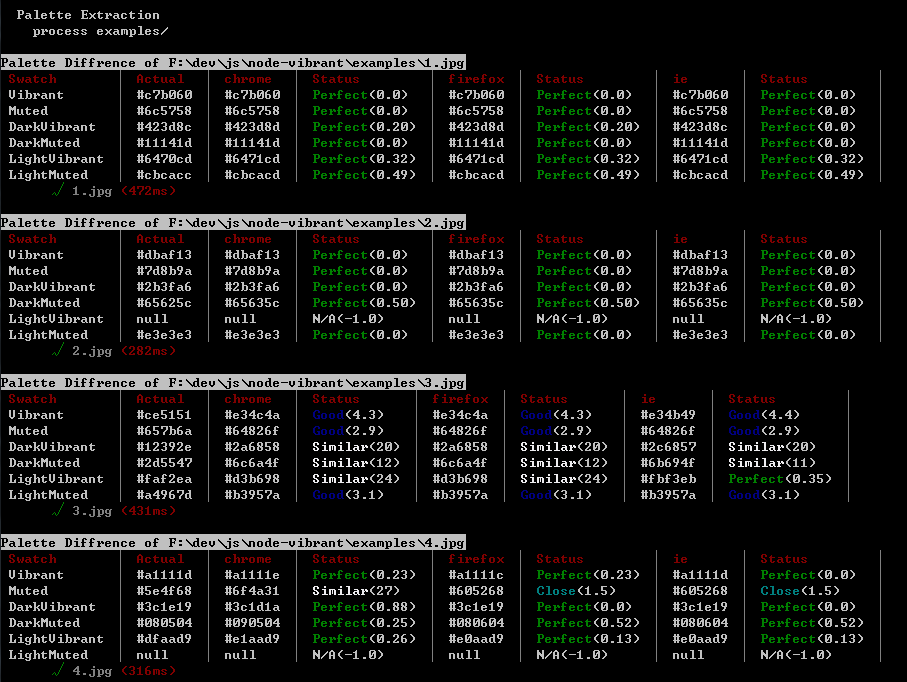 Palette Extraction
process examples/
Palette Diffrence of F:\dev\js\node-vibrant\examples\1.jpg
Swatch Actual chrome Status firefox Status ie Status
Vibrant #c7b060 #c7b060 Perfect(0.0) #c7b060 Perfect(0.0) #c7b060 Perfect(0.0)
Muted #6c5758 #6c5758 Perfect(0.0) #6c5758 Perfect(0.0) #6c5758 Perfect(0.0)
DarkVibrant #423d8c #423d8d Perfect(0.20) #423d8d Perfect(0.20) #423d8c Perfect(0.0)
DarkMuted #11141d #11141d Perfect(0.0) #11141d Perfect(0.0) #11141d Perfect(0.0)
LightVibrant #6470cd #6471cd Perfect(0.32) #6471cd Perfect(0.32) #6471cd Perfect(0.32)
LightMuted #cbcacc #cbcacd Perfect(0.49) #cbcacd Perfect(0.49) #cbcacd Perfect(0.49)
√ 1.jpg (472ms)
Palette Diffrence of F:\dev\js\node-vibrant\examples\2.jpg
Swatch Actual chrome Status firefox Status ie Status
Vibrant #dbaf13 #dbaf13 Perfect(0.0) #dbaf13 Perfect(0.0) #dbaf13 Perfect(0.0)
Muted #7d8b9a #7d8b9a Perfect(0.0) #7d8b9a Perfect(0.0) #7d8b9a Perfect(0.0)
DarkVibrant #2b3fa6 #2b3fa6 Perfect(0.0) #2b3fa6 Perfect(0.0) #2b3fa6 Perfect(0.0)
DarkMuted #65625c #65635c Perfect(0.50) #65635c Perfect(0.50) #65635c Perfect(0.50)
LightVibrant null null N/A(-1.0) null N/A(-1.0) null N/A(-1.0)
LightMuted #e3e3e3 #e3e3e3 Perfect(0.0) #e3e3e3 Perfect(0.0) #e3e3e3 Perfect(0.0)
√ 2.jpg (282ms)
Palette Diffrence of F:\dev\js\node-vibrant\examples\3.jpg
Swatch Actual chrome Status firefox Status ie Status
Vibrant #ce5151 #e34c4a Good(4.3) #e34c4a Good(4.3) #e34b49 Good(4.4)
Muted #657b6a #64826f Good(2.9) #64826f Good(2.9) #64826f Good(2.9)
DarkVibrant #12392e #2a6858 Similar(20) #2a6858 Similar(20) #2c6857 Similar(20)
DarkMuted #2d5547 #6c6a4f Similar(12) #6c6a4f Similar(12) #6b694f Similar(11)
LightVibrant #faf2ea #d3b698 Similar(24) #d3b698 Similar(24) #fbf3eb Perfect(0.35)
LightMuted #a4967d #b3957a Good(3.1) #b3957a Good(3.1) #b3957a Good(3.1)
√ 3.jpg (431ms)
Palette Diffrence of F:\dev\js\node-vibrant\examples\4.jpg
Swatch Actual chrome Status firefox Status ie Status
Vibrant #a1111d #a1111e Perfect(0.23) #a1111c Perfect(0.23) #a1111d Perfect(0.0)
Muted #5e4f68 #6f4a31 Similar(27) #605268 Close(1.5) #605268 Close(1.5)
DarkVibrant #3c1e19 #3c1d1a Perfect(0.88) #3c1e19 Perfect(0.0) #3c1e19 Perfect(0.0)
DarkMuted #080504 #090504 Perfect(0.25) #080604 Perfect(0.52) #080604 Perfect(0.52)
LightVibrant #dfaad9 #e1aad9 Perfect(0.26) #e0aad9 Perfect(0.13) #e0aad9 Perfect(0.13)
LightMuted null null N/A(-1.0) null N/A(-1.0) null N/A(-1.0)
√ 4.jpg (316ms)